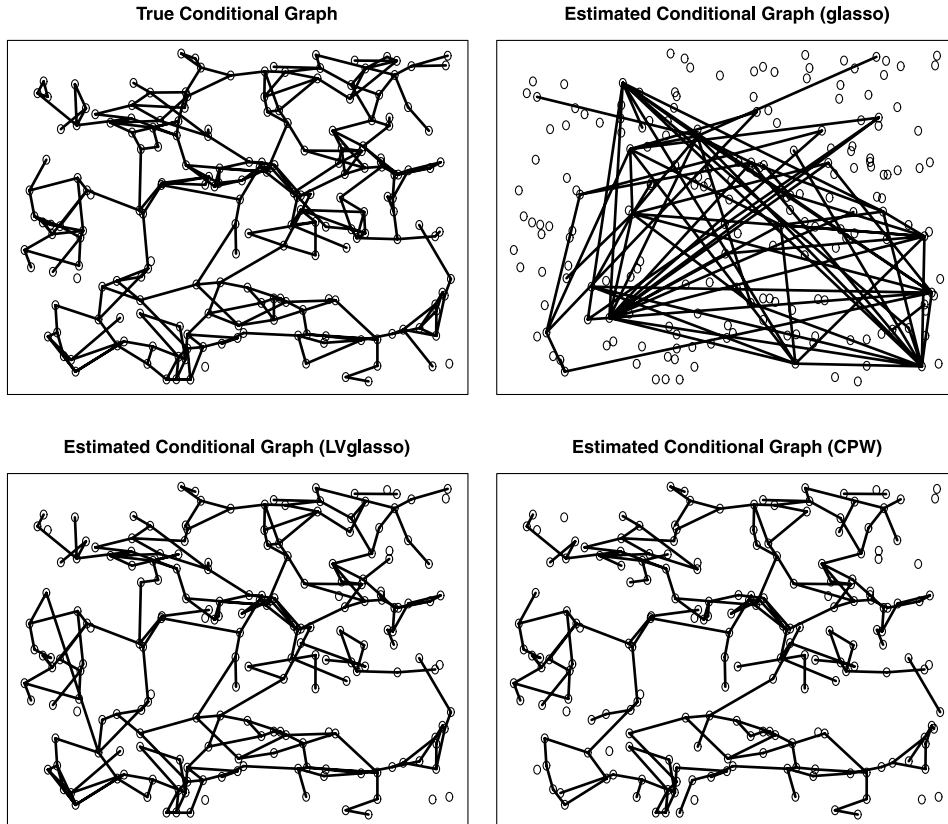 True Conditional Graph
Estimated Conditional Graph (glasso)
Estimated Conditional Graph (LVglasso)
Estimated Conditional Graph (CPW)